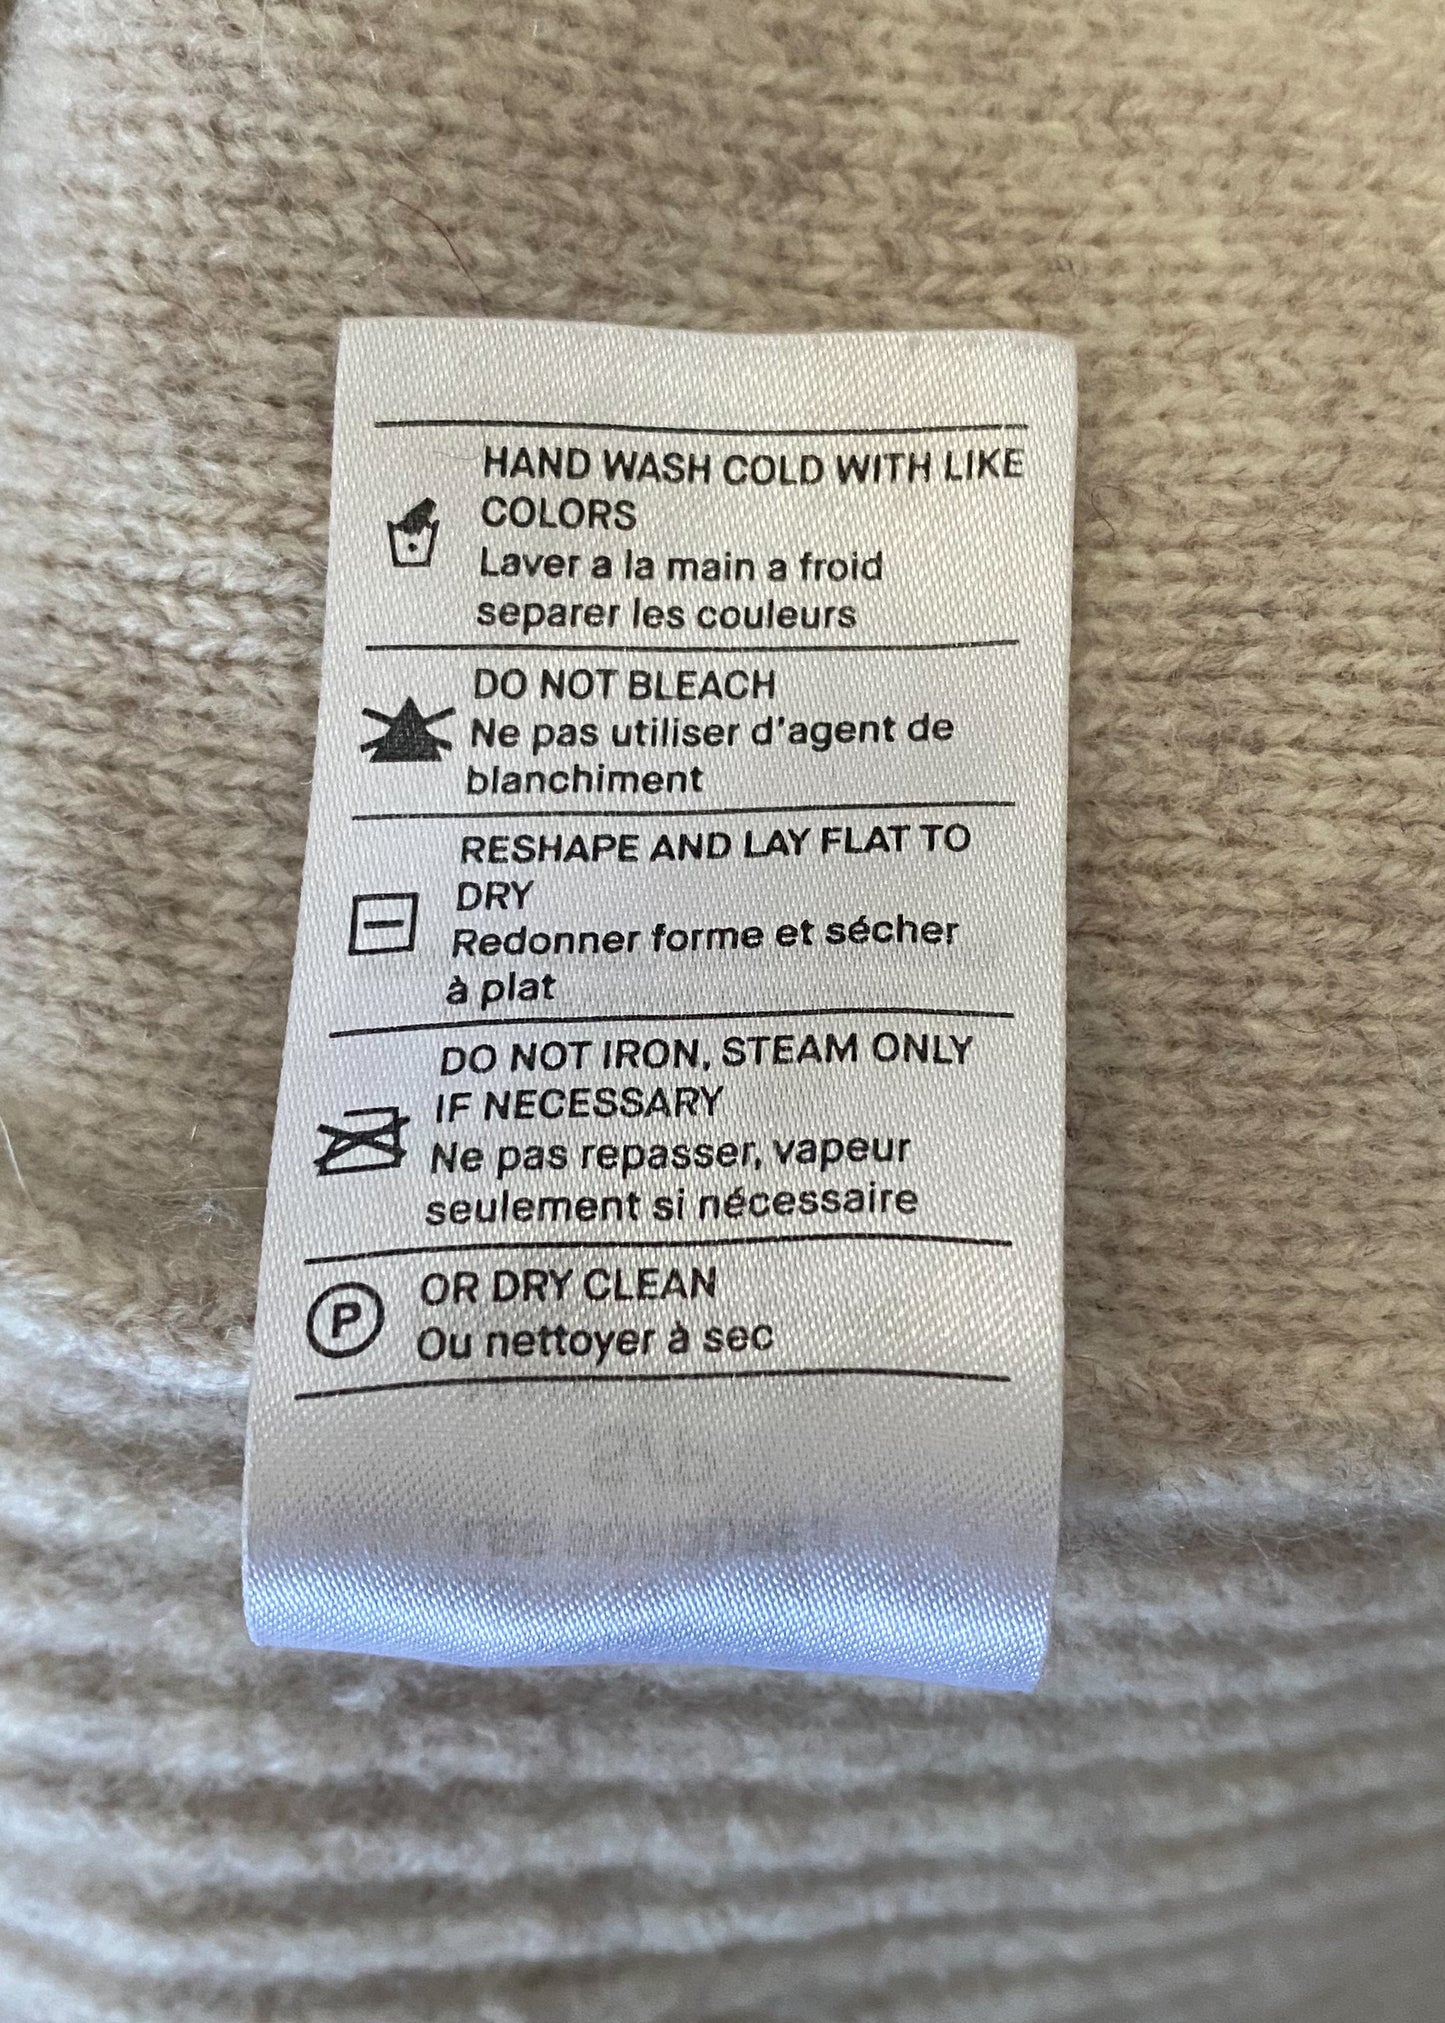 HAND WASH COLD WITH LIKE
COLORS
Laver a la main a froid
separer les couleurs
DO NOT BLEACH
Ne pas utiliser d'agent de
blanchiment
RESHAPE AND LAY FLAT TO
DRY
Redonner forme et sécher
à plat
DO NOT IRON, STEAM ONLY
IF NECESSARY
Ne pas repasser, vapeur
seulement si nécessaire
P
OR DRY CLEAN
Ou nettoyer à sec